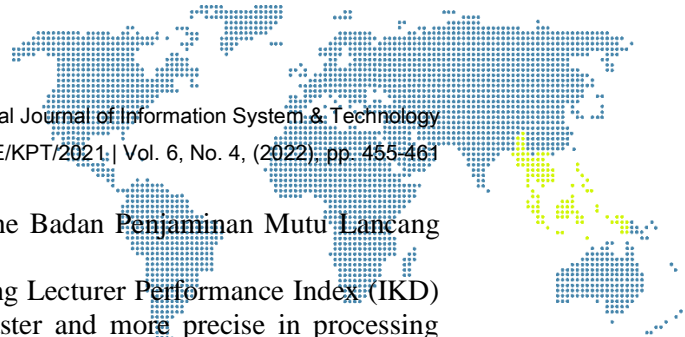 al Journal of Information System & Technology
E/KPT/2021 | Vol. 6, No. 4, (2022), pp. 455-461
ne Badan Penjaminan Mutu Lancang
ng Lecturer Performance Index (IKD)
ster and more precise in processing